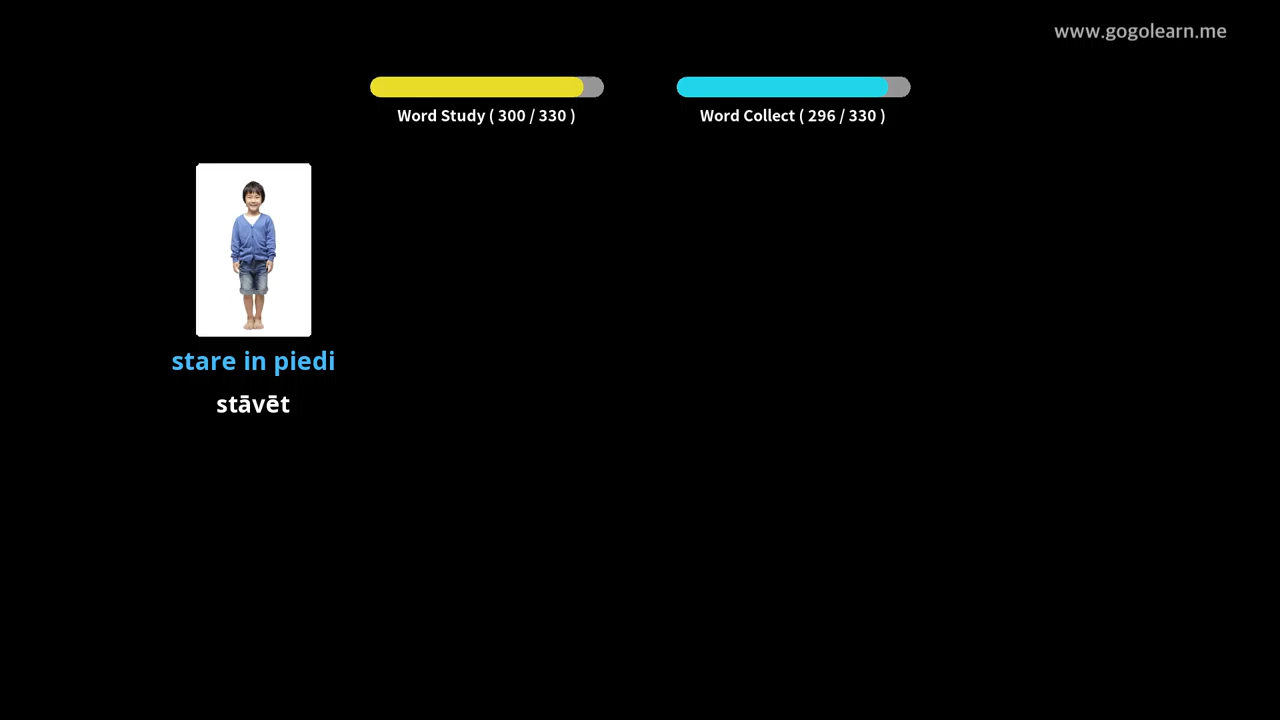 www.gogolearn.me
Word Study ( 300 / 330 )
Word Collect ( 296 / 330 )
stare in piedi
stāvēt